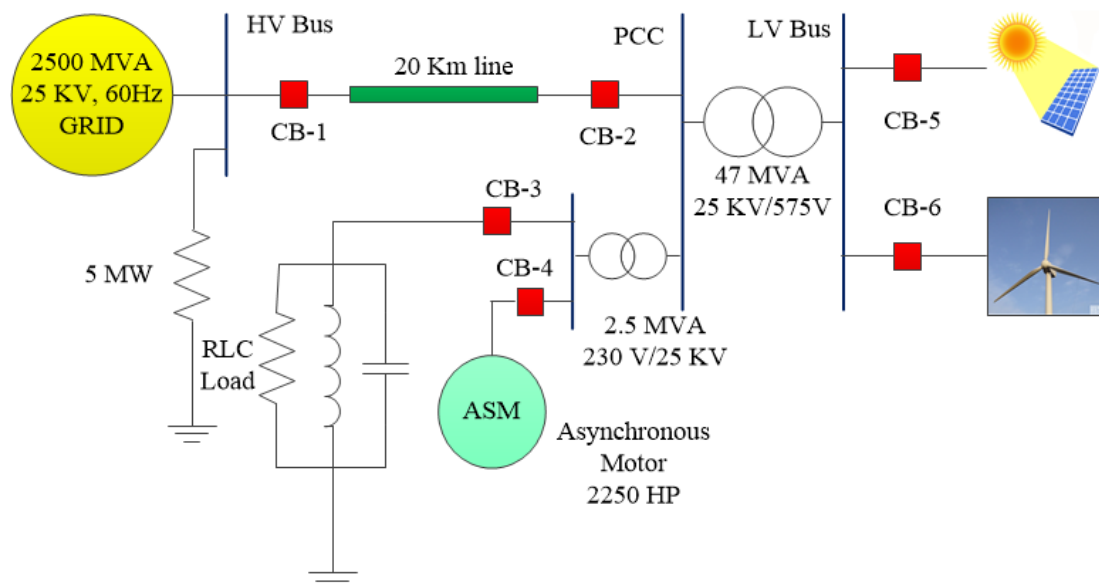 2500 MVA
25 KV, 60Hz
GRID
HV Bus
CB-1
20 Km line
CB-2
PCC
LV Bus
CB-5
CB-6
47 MVA
25 KV/575V
5 MW
CB-3
CB-4
2.5 MVA
230 V/25 KV
RLC
Load
ASM
Asynchronous
Motor
2250 HP